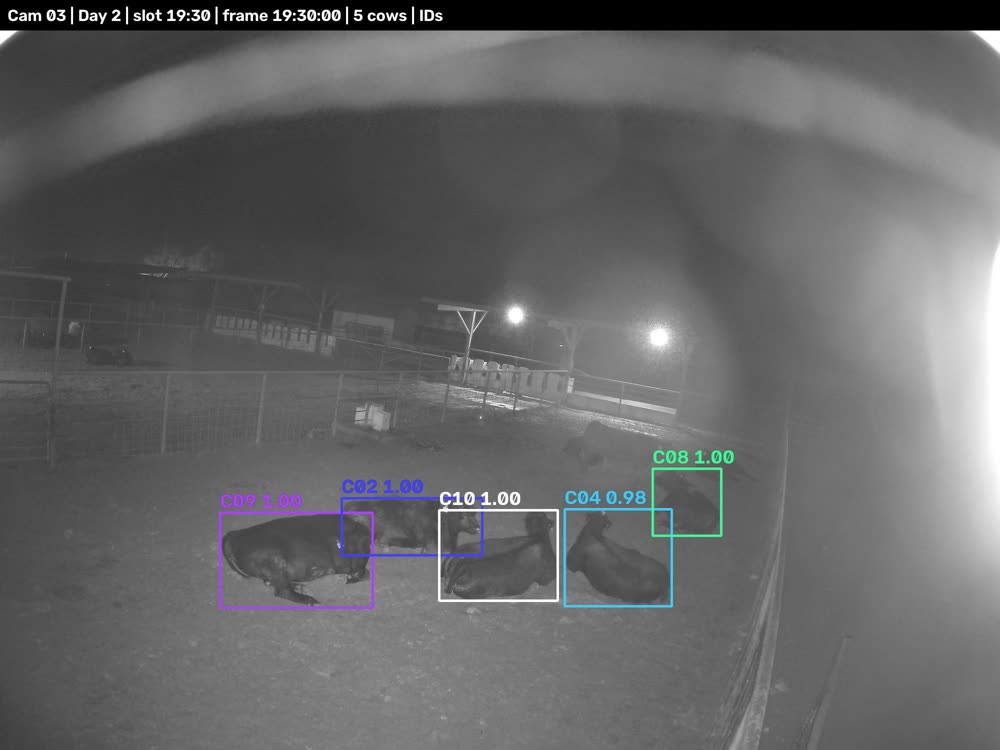 Cam 03 | Day 2 | slot 19:30 | frame 19:30:00 | 5 cows | IDs
C08 1.00
C02 1.00
C09 1.00
C10 1.00
C04 0.98